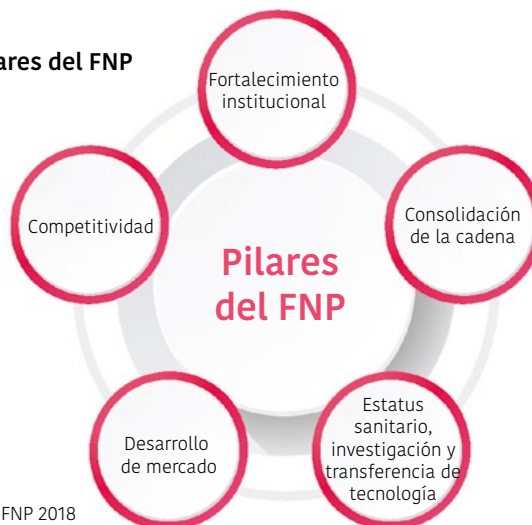 ares del FNP
Fortalecimiento
institucional
Competitividad
Consolidación
de la cadena
Pilares
del FNP
Desarrollo
de mercado
Estatus
sanitario,
investigación y
transferencia de
tecnología
FNP 2018